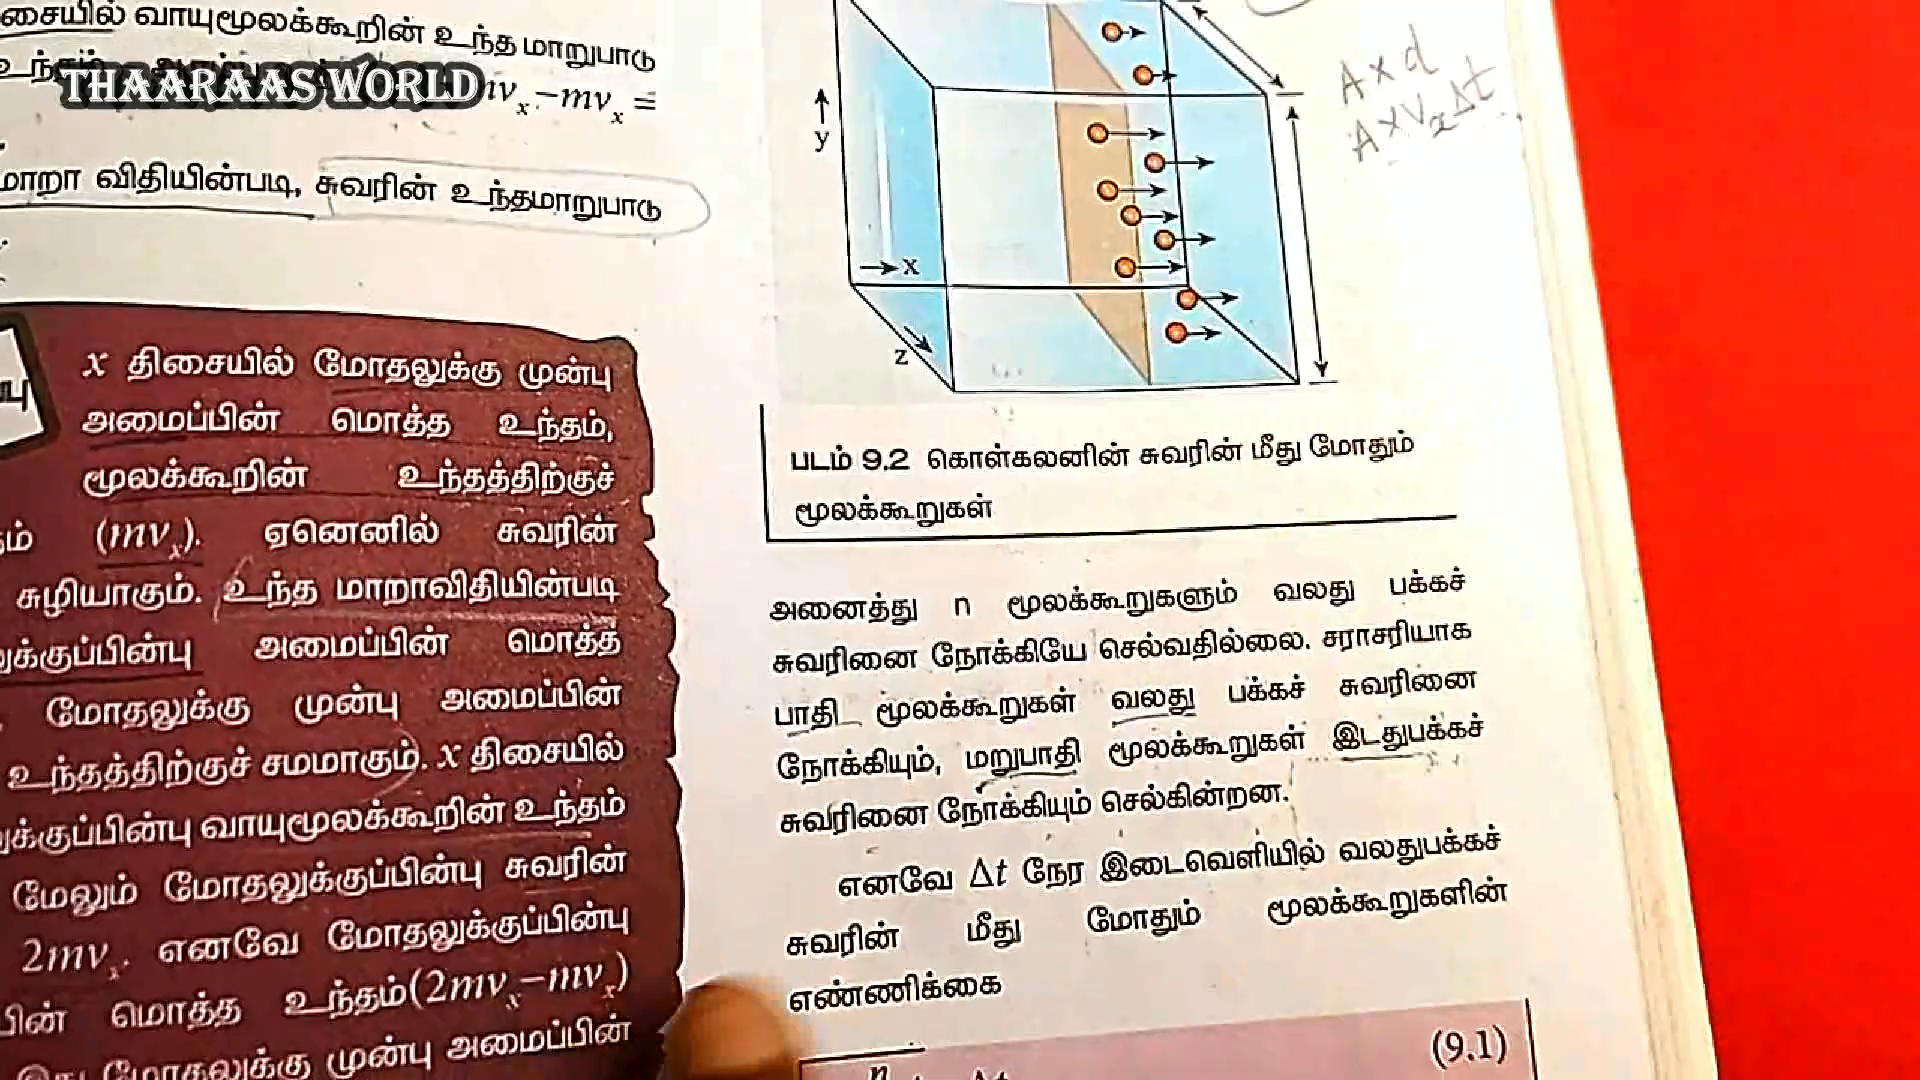 சையில் வாயுமூலக்கூறின் உந்த மாறுபாடு
THAARAAS WORLD
mvₓ −mvₓ =
மாறா விதியின்படி, சுவரின் உந்தமாறுபாடு
x திசையில் மோதலுக்கு முன்பு
அமைப்பின் மொத்த உந்தம்,
மூலக்கூறின் உந்தத்திற்குச்
(mvₓ). ஏனெனில் சுவரின்
சுழியாகும். உந்த மாறாவிதியின்படி
லுக்குப்பின்பு அமைப்பின் மொத்த
மோதலுக்கு முன்பு அமைப்பின்
உந்தத்திற்குச் சமமாகும். x திசையில்
லுக்குப்பின்பு வாயுமூலக்கூறின் உந்தம்
மேலும் மோதலுக்குப்பின்பு சுவரின்
2mvₓ. எனவே மோதலுக்குப்பின்பு
பின் மொத்த உந்தம்(2mvₓ−mvₓ)
மோதலுக்கு முன்பு அமைப்பின்
y
x
z
A × d
A × Vₓ Δt
படம் 9.2 கொள்கலனின் சுவரின் மீது மோதும்
மூலக்கூறுகள்
அனைத்து n மூலக்கூறுகளும் வலது பக்கச்
சுவரினை நோக்கியே செல்வதில்லை. சராசரியாக
பாதி மூலக்கூறுகள் வலது பக்கச் சுவரினை
நோக்கியும், மறுபாதி மூலக்கூறுகள் இடதுபக்கச்
சுவரினை நோக்கியும் செல்கின்றன.
எனவே Δt நேர இடைவெளியில் வலதுபக்கச்
சுவரின் மீது மோதும் மூலக்கூறுகளின்
எண்ணிக்கை
(9.1)
n